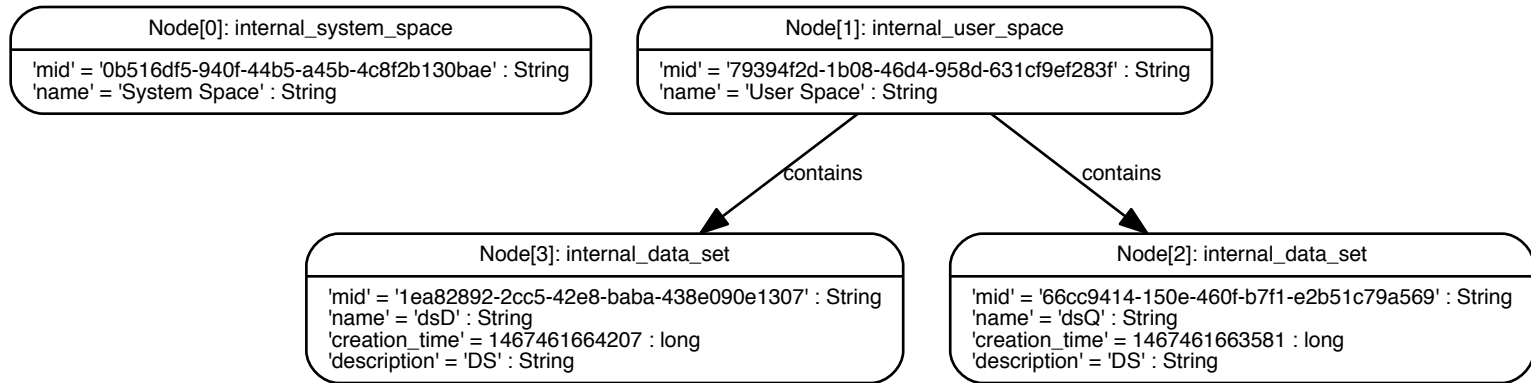 Node[0]: internal_system_space
'mid' = '0b516df5-940f-44b5-a45b-4c8f2b130bae' : String
'name' = 'System Space' : String
Node[1]: internal_user_space
'mid' = '79394f2d-1b08-46d4-958d-631cf9ef283f' : String
'name' = 'User Space' : String
contains
contains
Node[3]: internal_data_set
'mid' = '1ea82892-2cc5-42e8-baba-438e090e1307' : String
'name' = 'dsD' : String
'creation_time' = 1467461664207 : long
'description' = 'DS' : String
Node[2]: internal_data_set
'mid' = '66cc9414-150e-460f-b7f1-e2b51c79a569' : String
'name' = 'dsQ' : String
'creation_time' = 1467461663581 : long
'description' = 'DS' : String